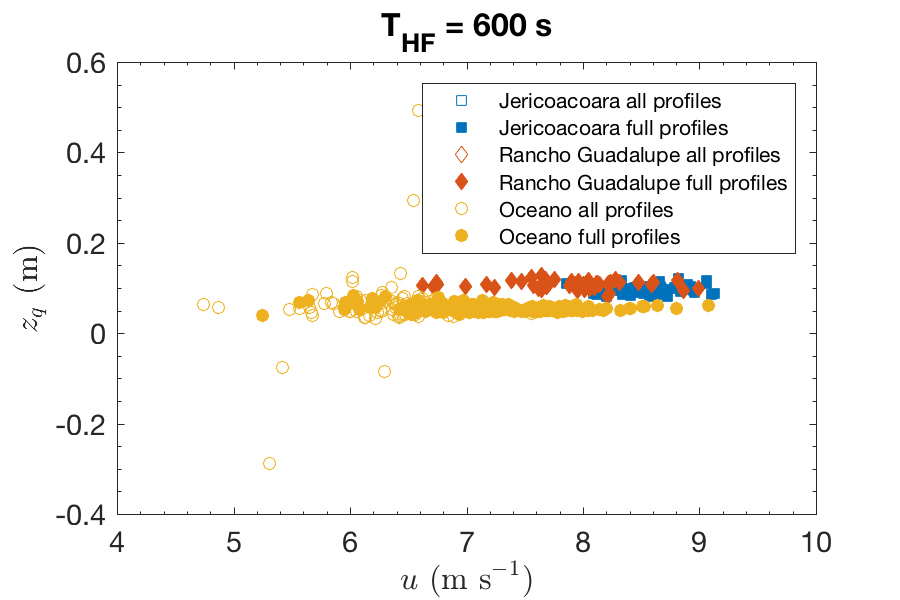 T_HF = 600 s
0.6
0.4
0.2
0
-0.2
-0.4
z_q (m)
Jericoacoara all profiles
Jericoacoara full profiles
Rancho Guadalupe all profiles
Rancho Guadalupe full profiles
Oceano all profiles
Oceano full profiles
4 5 6 7 8 9 10
u (m s⁻¹)